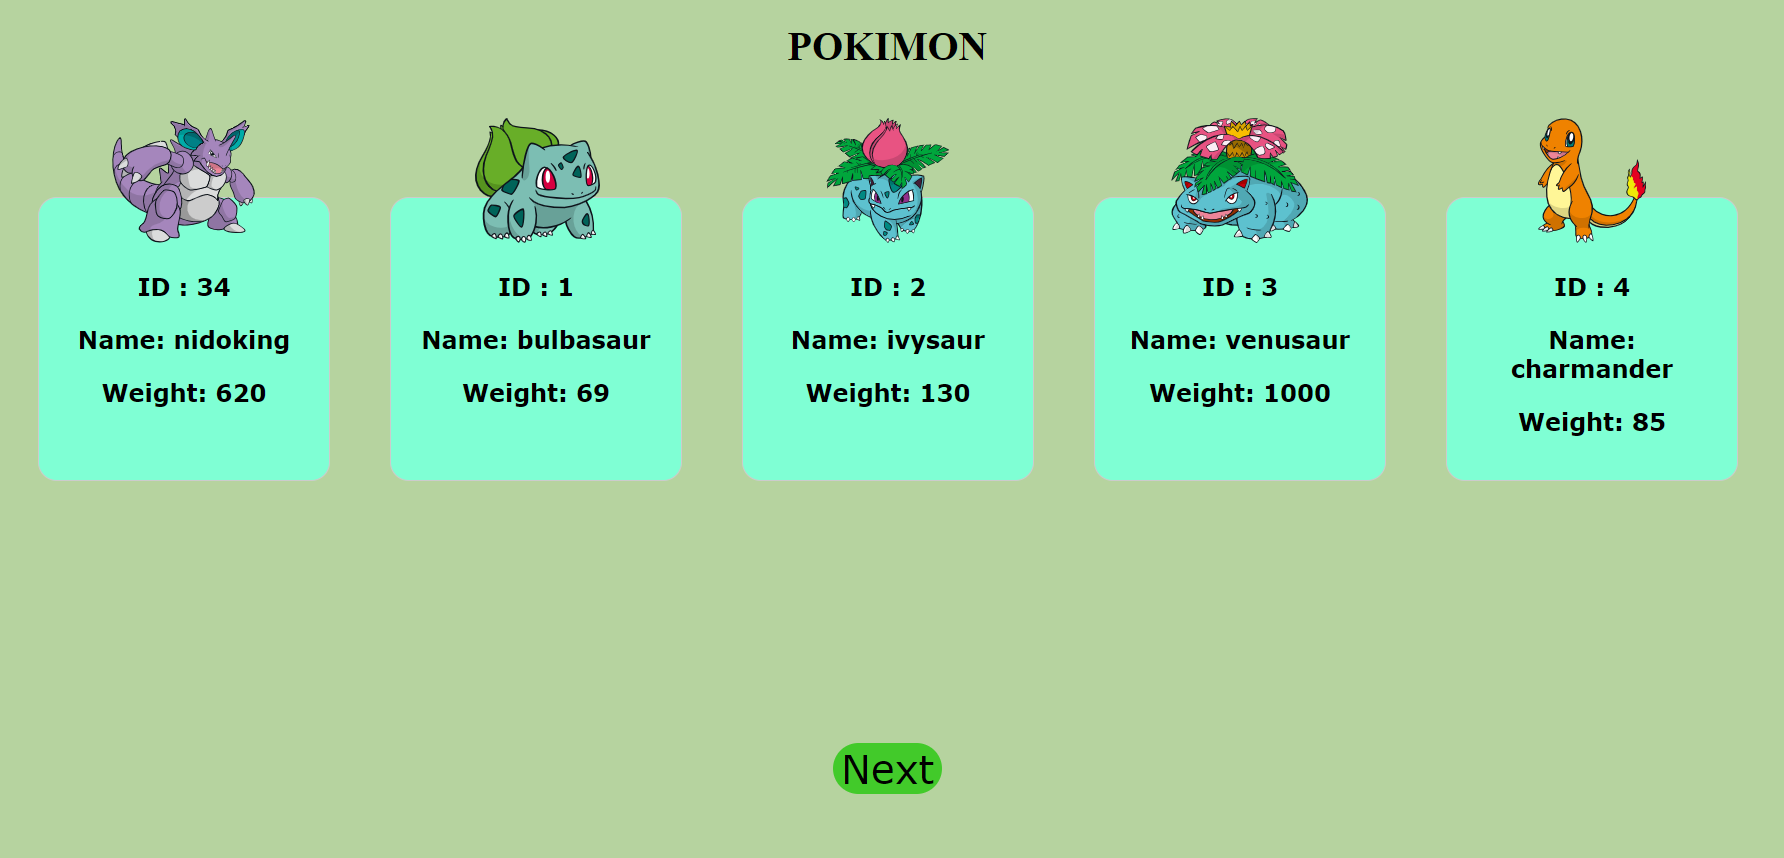 POKIMON
ID : 34
Name: nidoking
Weight: 620
ID : 1
Name: bulbasaur
Weight: 69
ID : 2
Name: ivysaur
Weight: 130
ID : 3
Name: venusaur
Weight: 1000
ID : 4
Name:
charmander
Weight: 85
Next